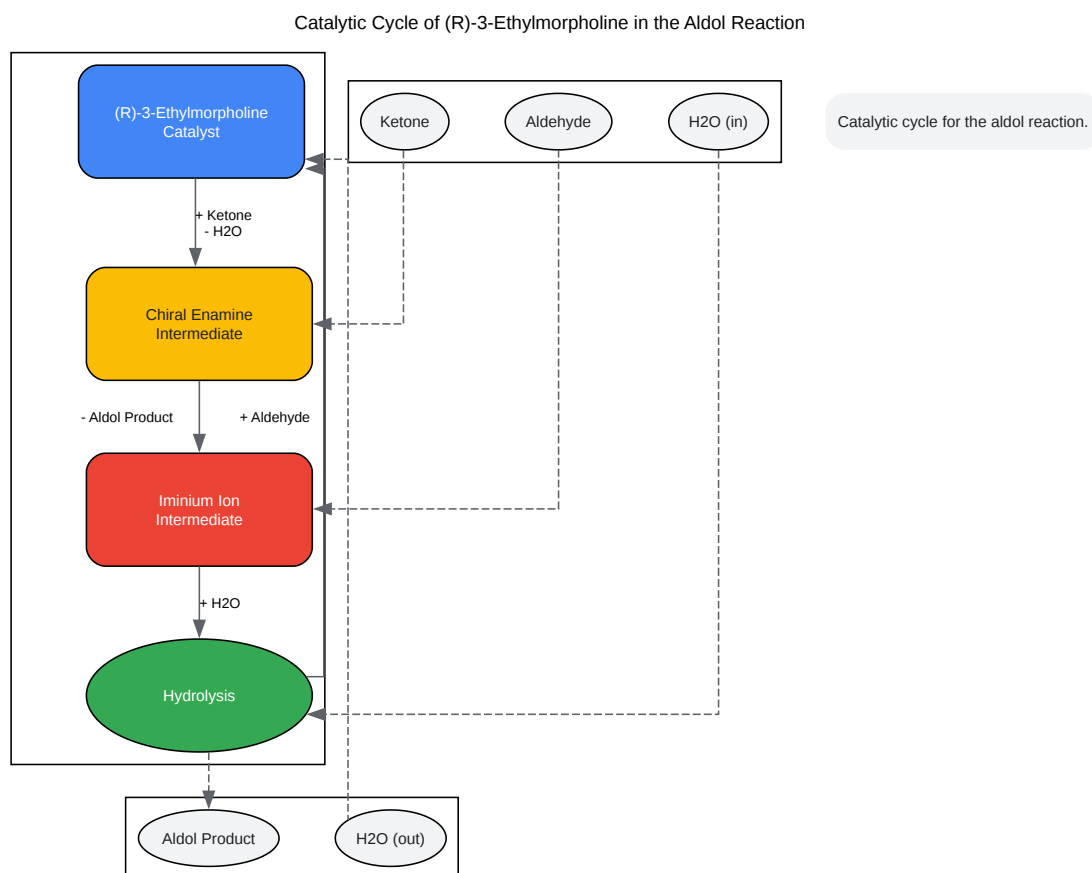 Catalytic Cycle of (R)-3-Ethylmorpholine in the Aldol Reaction
(R)-3-Ethylmorpholine
Catalyst
Ketone
Aldehyde
H2O (in)
Catalytic cycle for the aldol reaction.
+ Ketone
- H2O
Chiral Enamine
Intermediate
- Aldol Product
+ Aldehyde
Iminium Ion
Intermediate
+ H2O
Hydrolysis
Aldol Product
H2O (out)